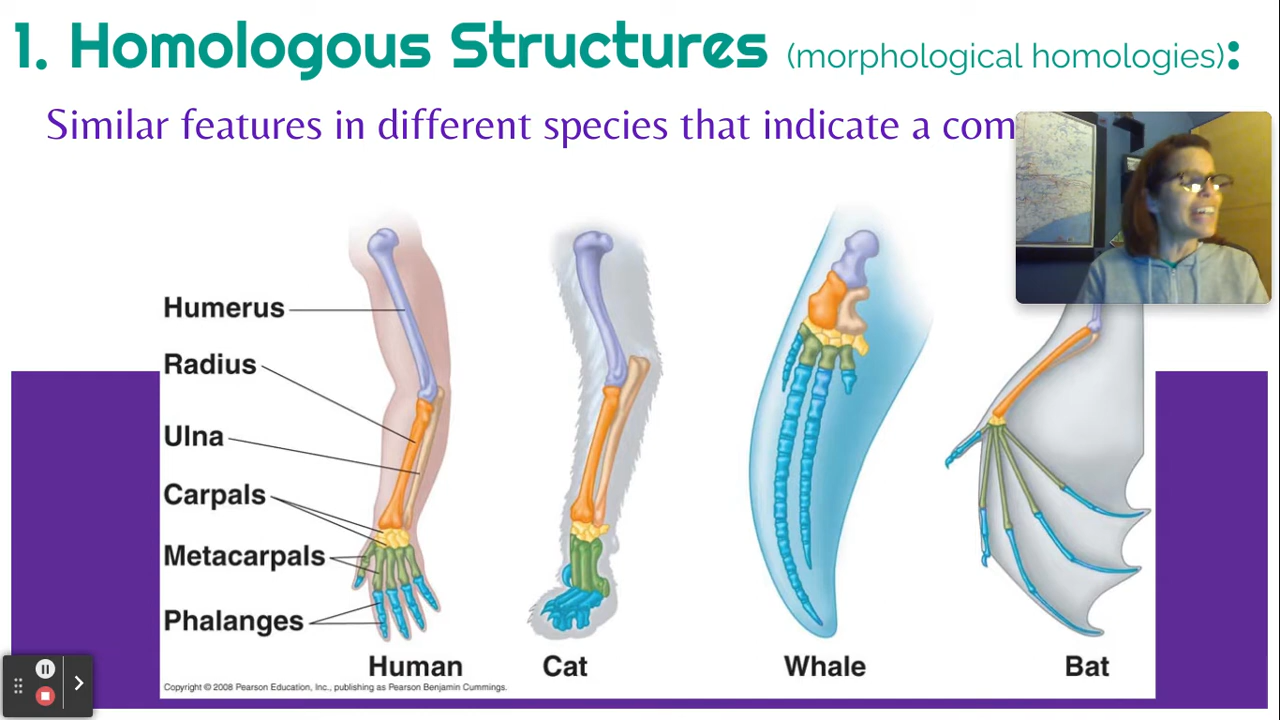 1. Homologous Structures (morphological homologies):
Similar features in different species that indicate a
Humerus
Radius
Ulna
Carpals
Metacarpals
Phalanges
Human Cat Whale Bat
Copyright © 2008 Pearson Education, Inc., publishing as Pearson Benjamin Cummings.